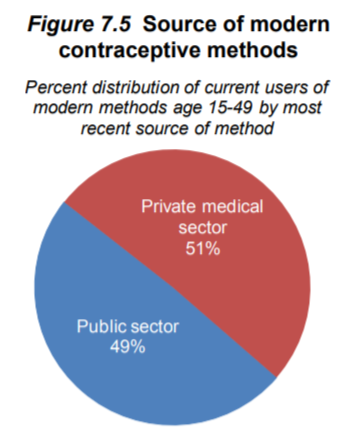 Figure 7.5 Source of modern
contraceptive methods
Percent distribution of current users of
modern methods age 15-49 by most
recent source of method
Private medical
sector
51%
Public sector
49%